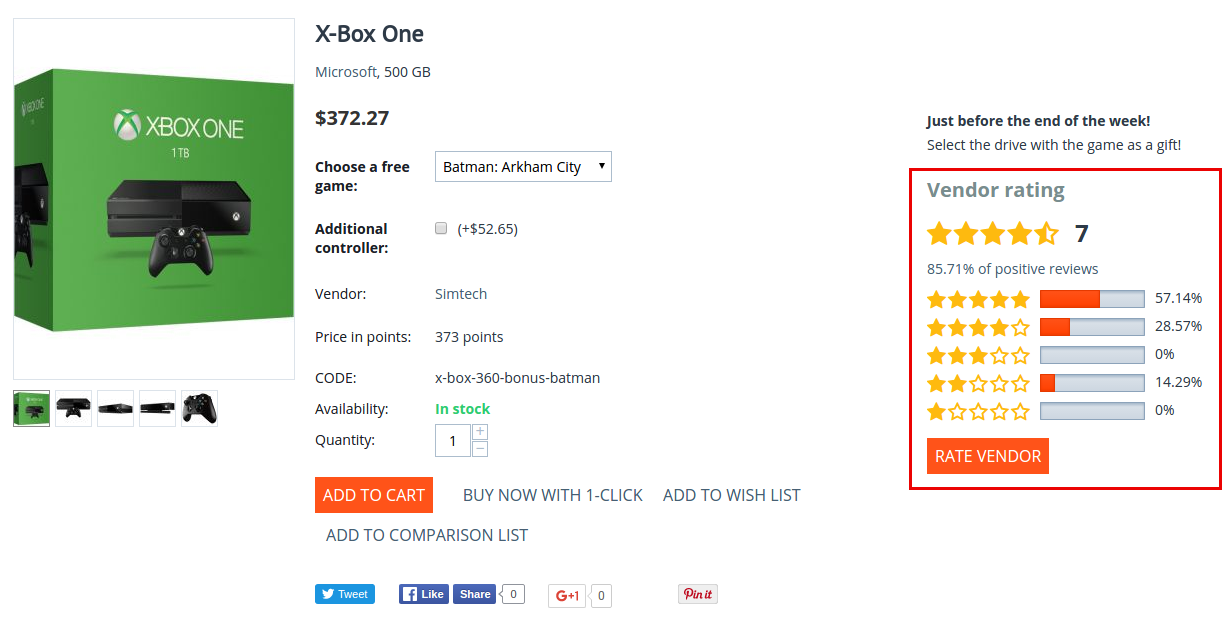 X-Box One
Microsoft, 500 GB
$372.27
Choose a free game:
Batman: Arkham City
Additional controller:
(+$52.65)
Vendor: Simtech
Price in points: 373 points
CODE: x-box-360-bonus-batman
Availability: In stock
Quantity: 1 + −
ADD TO CART BUY NOW WITH 1-CLICK ADD TO WISH LIST
ADD TO COMPARISON LIST
Tweet Like Share 0 G+1 0 Pin it
XBOX ONE
1 TB
XBOX ONE
Just before the end of the week!
Select the drive with the game as a gift!
Vendor rating
7
85.71% of positive reviews
57.14%
28.57%
0%
14.29%
0%
RATE VENDOR